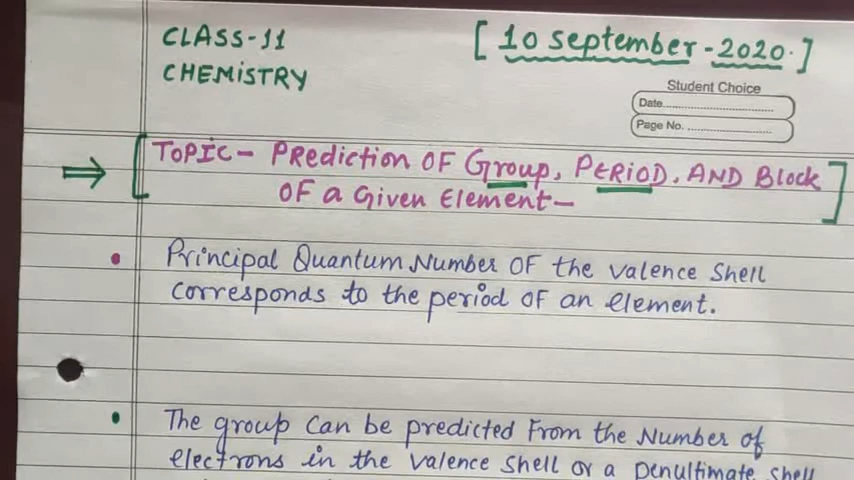 CLASS-11
[10 September-2020.]
CHEMISTRY
Student Choice
Date
Page No.
⇒ [TOPIC- PRediction OF Group, PERIOD, AND Block
OF a Given Element-]
• Principal Quantum Number OF the valence shell
corresponds to the period OF an element.
• The group can be predicted From the Number of
electrons in the valence shell or a penultimate shell